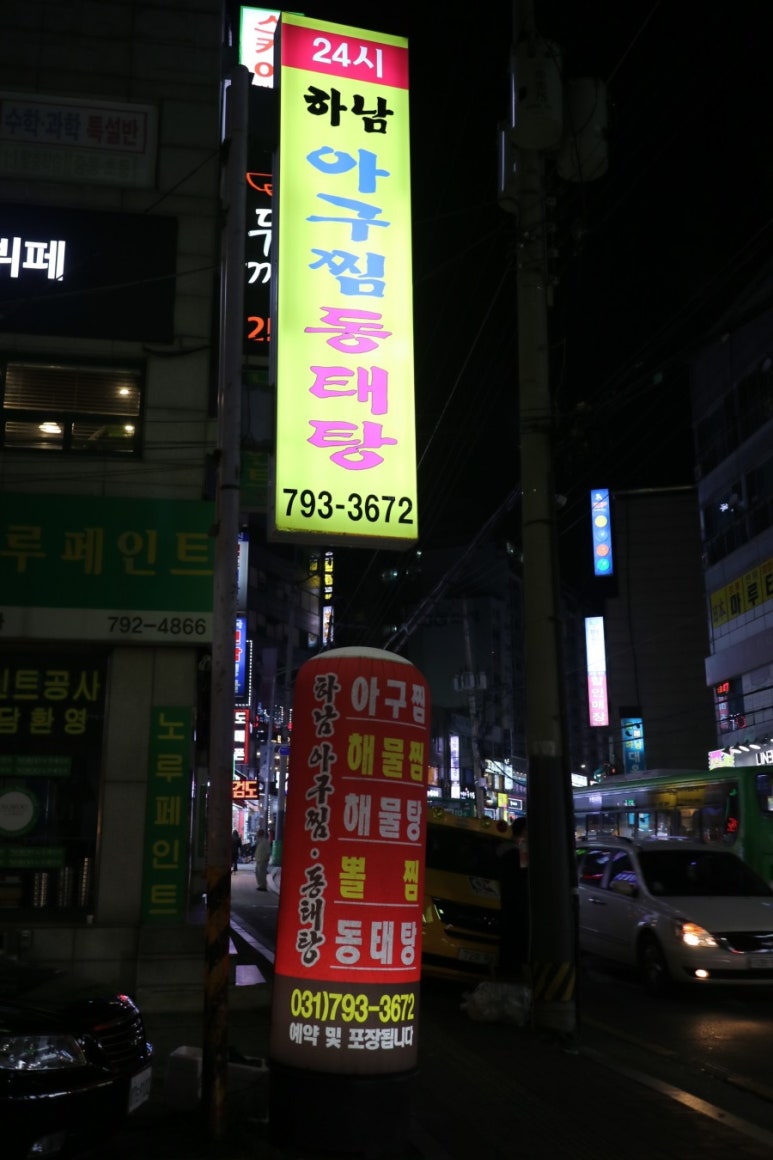 24시
하남
아구찜동태탕
793-3672
수학·과학 특설반
뷔페
루페인트
792-4866
인트공사
담환영
노루페인트
하남 아구찜·동태탕
아구찜
해물찜
해물탕
뽈찜
동태탕
031)793-3672
예약 및 포장됩니다
검도